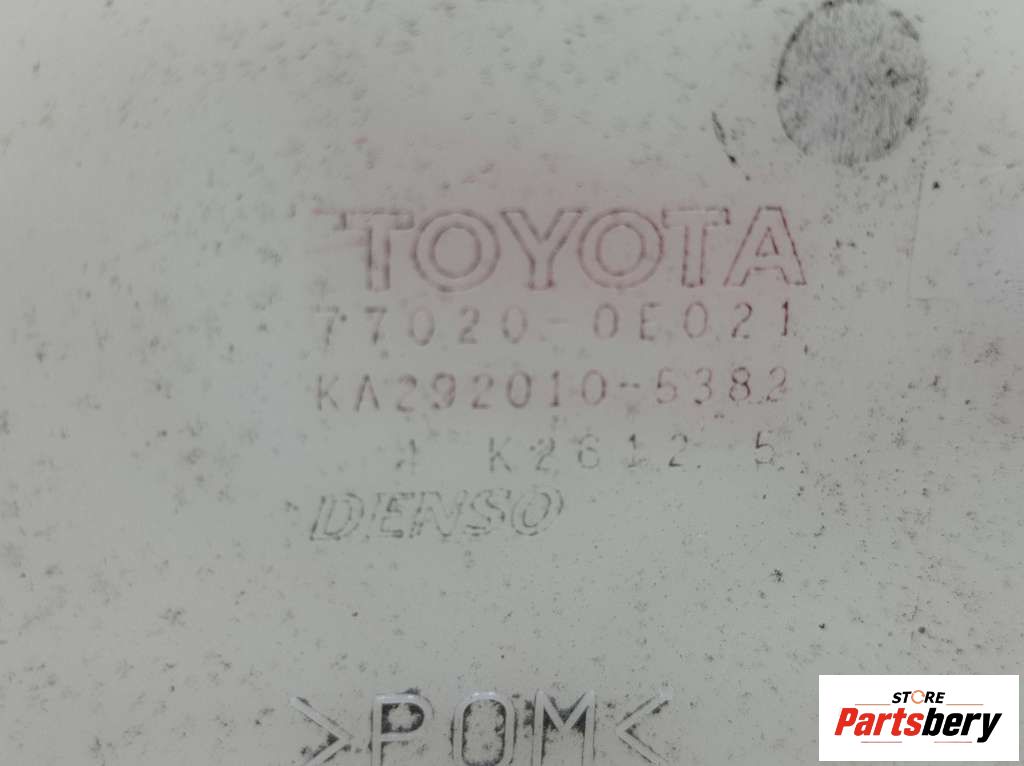 TOYOTA
77020-0E021
KA292010-5382
K2612 5
DENSO
>POM<
STORE
Partsbery